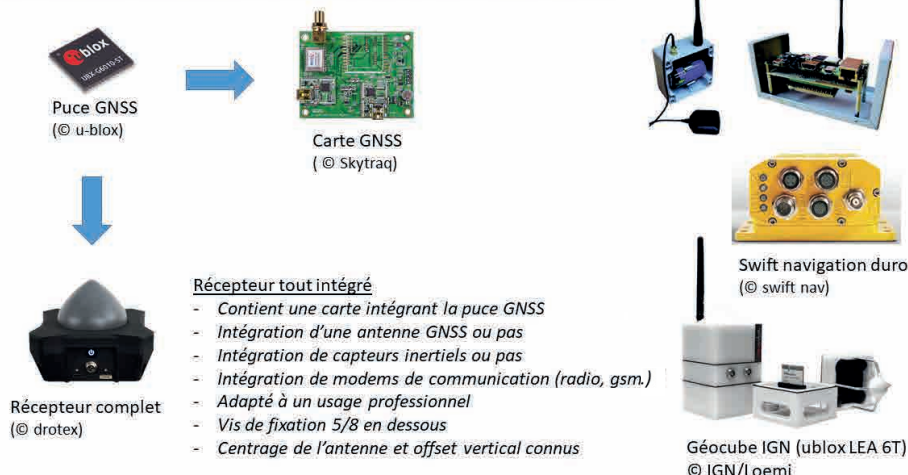 ublox
UBX-G6010-ST
Puce GNSS
(© u-blox)
Carte GNSS
( © Skytraq)
Swift navigation duro
(© swift nav)
Récepteur tout intégré
- Contient une carte intégrant la puce GNSS
- Intégration d'une antenne GNSS ou pas
- Intégration de capteurs inertiels ou pas
- Intégration de modems de communication (radio, gsm.)
- Adapté à un usage professionnel
- Vis de fixation 5/8 en dessous
- Centrage de l'antenne et offset vertical connus
Récepteur complet
(© drotex)
Géocube IGN (ublox LEA 6T)
© IGN/Loemi